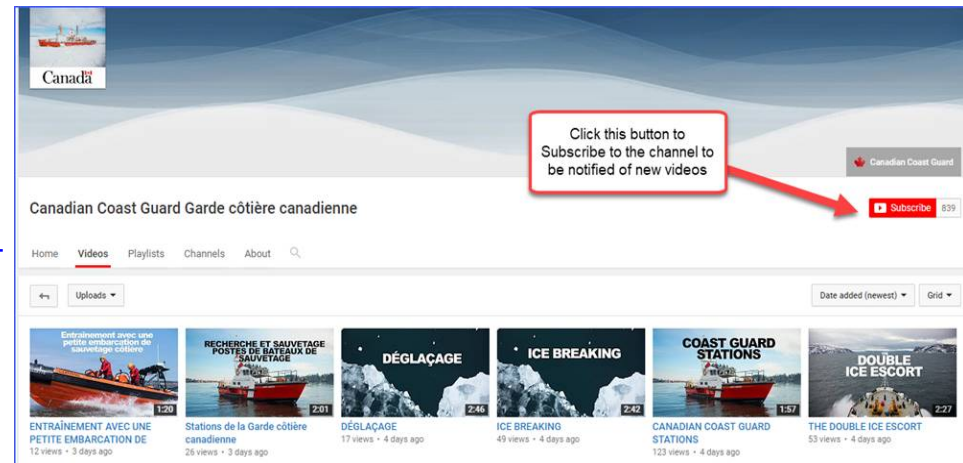 Canada
Click this button to
Subscribe to the channel to
be notified of new videos
Canadian Coast Guard
Canadian Coast Guard Garde côtière canadienne
Subscribe 839
Home Videos Playlists Channels About
Uploads
Date added (newest) Grid
Entraînement avec une
petite embarcation de
sauvetage côtière
1:20
ENTRAÎNEMENT AVEC UNE
PETITE EMBARCATION DE
12 views • 3 days ago
RECHERCHE ET SAUVETAGE
POSTES DE BATEAUX DE
SAUVETAGE
2:01
Stations de la Garde côtière
canadienne
26 views • 3 days ago
DÉGLAÇAGE
2:46
DÉGLAÇAGE
17 views • 4 days ago
ICE BREAKING
2:42
ICE BREAKING
49 views • 4 days ago
COAST GUARD
STATIONS
1:57
CANADIAN COAST GUARD
STATIONS
123 views • 4 days ago
DOUBLE
ICE ESCORT
2:27
THE DOUBLE ICE ESCORT
53 views • 4 days ago